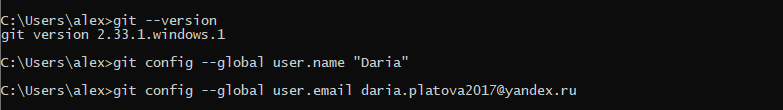 C:\Users\alex>git --version
git version 2.33.1.windows.1
C:\Users\alex>git config --global user.name "Daria"
C:\Users\alex>git config --global user.email daria.platova2017@yandex.ru